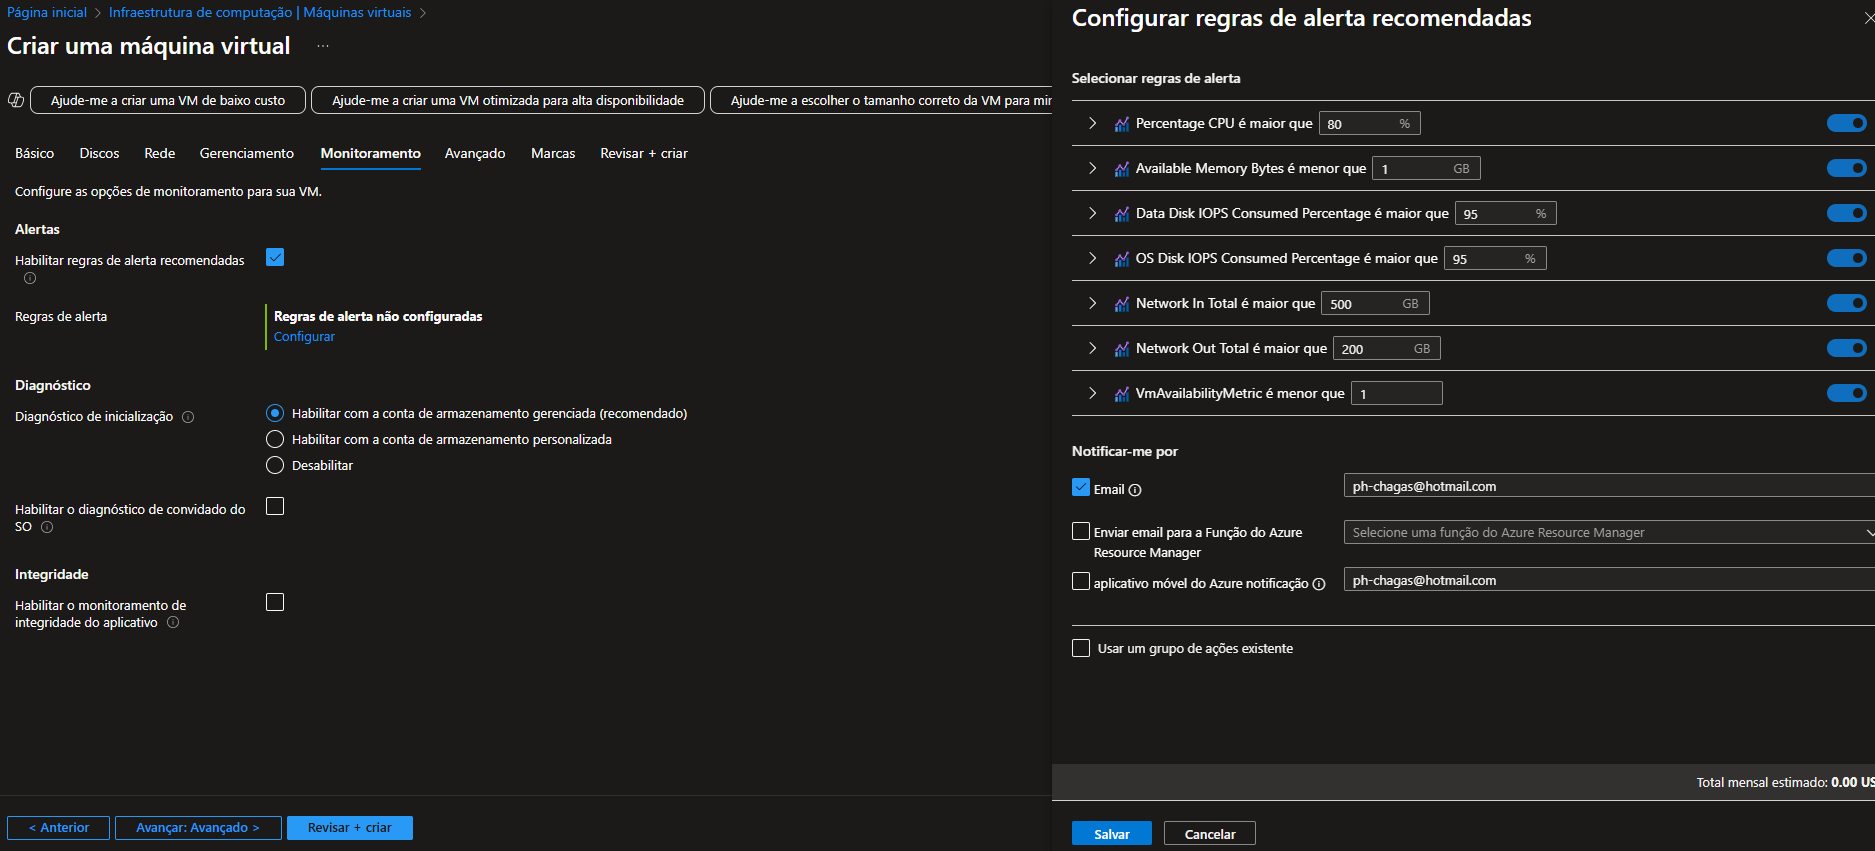 Página inicial > Infraestrutura de computação | Máquinas virtuais >
Criar uma máquina virtual ...
Ajude-me a criar uma VM de baixo custo
Ajude-me a criar uma VM otimizada para alta disponibilidade
Ajude-me a escolher o tamanho correto da VM para
Básico Discos Rede Gerenciamento Monitoramento Avançado Marcas Revisar + criar
Configure as opções de monitoramento para sua VM.
Alertas
Habilitar regras de alerta recomendadas
Regras de alerta
Regras de alerta não configuradas
Configurar
Diagnóstico
Diagnóstico de inicialização
Habilitar com a conta de armazenamento gerenciada (recomendado)
Habilitar com a conta de armazenamento personalizada
Desabilitar
Habilitar o diagnóstico de convidado do
SO
Integridade
Habilitar o monitoramento de
integridade do aplicativo
< Anterior
Avançar: Avançado >
Revisar + criar
Configurar regras de alerta recomendadas
Selecionar regras de alerta
Percentage CPU é maior que 80 %
Available Memory Bytes é menor que 1 GB
Data Disk IOPS Consumed Percentage é maior que 95 %
OS Disk IOPS Consumed Percentage é maior que 95 %
Network In Total é maior que 500 GB
Network Out Total é maior que 200 GB
VmAvailabilityMetric é menor que 1
Notificar-me por
Email ph-chagas@hotmail.com
Enviar email para a Função do Azure
Resource Manager
Selecione uma função do Azure Resource Manager
aplicativo móvel do Azure notificação ph-chagas@hotmail.com
Usar um grupo de ações existente
Total mensal estimado: 0.00 US
Salvar
Cancelar